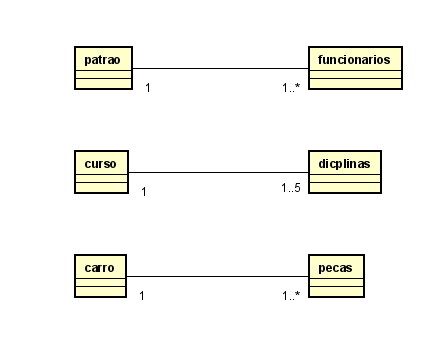 patrao
funcionarios
1
1..*
curso
dicplinas
1
1..5
carro
pecas
1
1..*